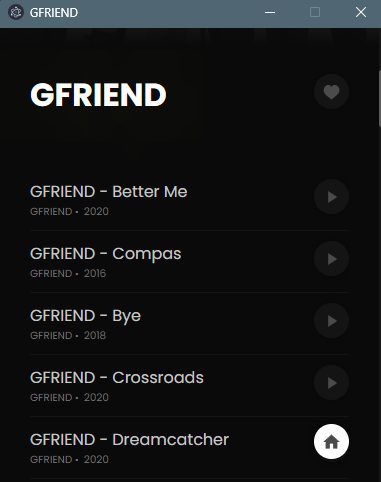 GFRIEND
GFRIEND
GFRIEND - Better Me
GFRIEND • 2020
GFRIEND - Compas
GFRIEND • 2016
GFRIEND - Bye
GFRIEND • 2018
GFRIEND - Crossroads
GFRIEND • 2020
GFRIEND - Dreamcatcher
GFRIEND • 2020